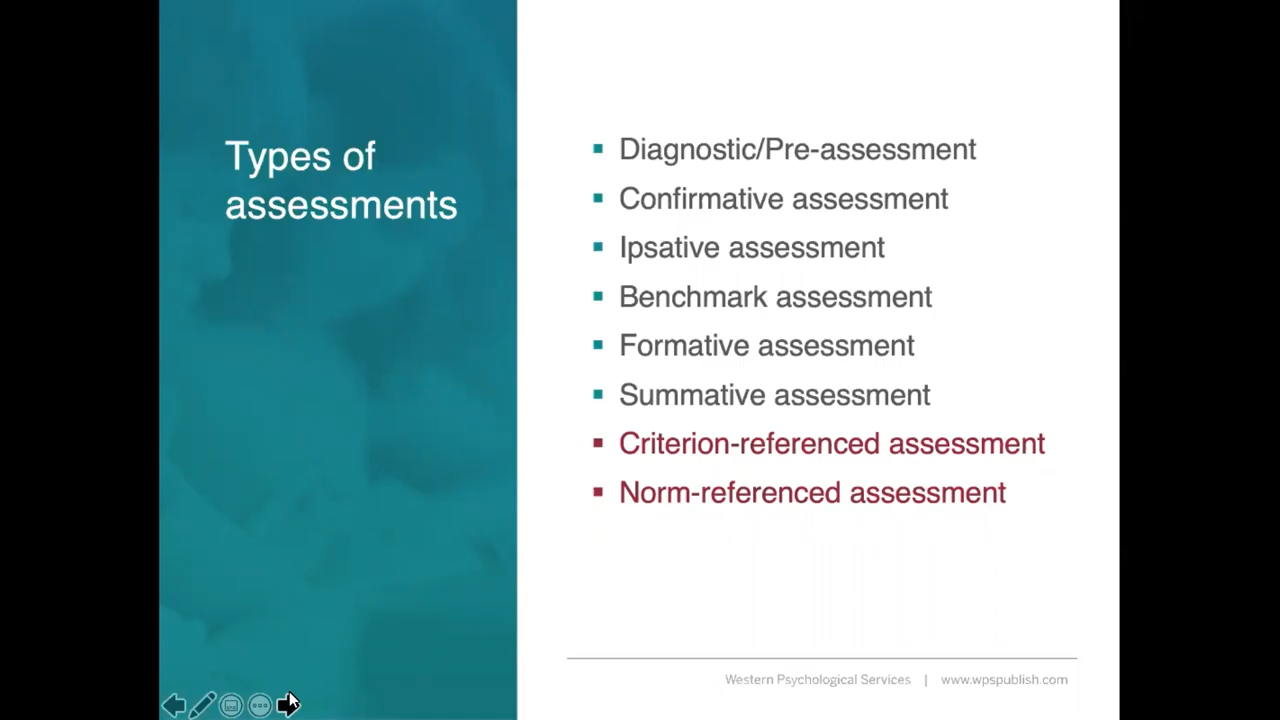 Types of
assessments
▪ Diagnostic/Pre-assessment
▪ Confirmative assessment
▪ Ipsative assessment
▪ Benchmark assessment
▪ Formative assessment
▪ Summative assessment
▪ Criterion-referenced assessment
▪ Norm-referenced assessment
Western Psychological Services | www.wpspublish.com